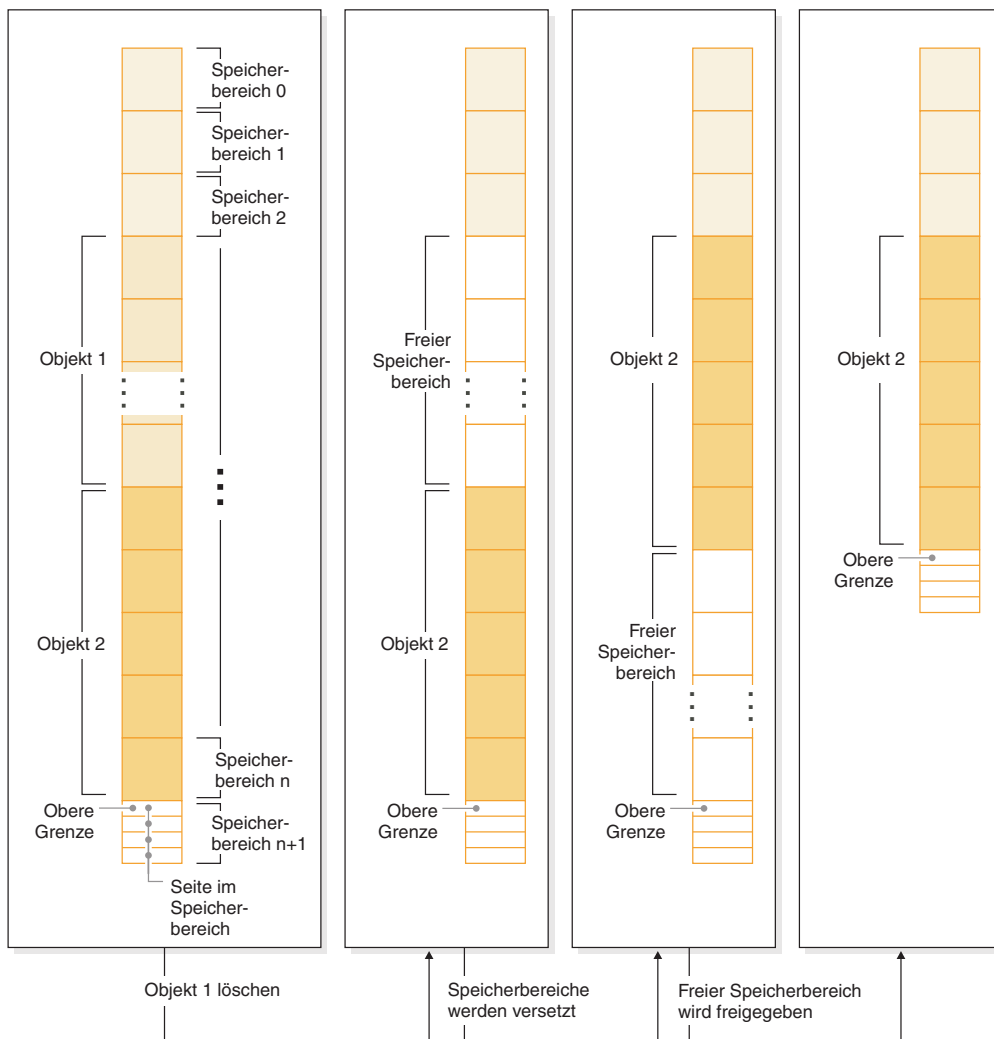 Speicher-
bereich 0
Speicher-
bereich 1
Speicher-
bereich 2
Objekt 1
Objekt 2
Speicher-
bereich n
Obere
Grenze
Speicher-
bereich n+1
Seite im
Speicher-
bereich
Freier
Speicher-
bereich
Objekt 2
Obere
Grenze
Objekt 2
Freier
Speicher-
bereich
Obere
Grenze
Objekt 2
Obere
Grenze
Objekt 1 löschen
Speicherbereiche
werden versetzt
Freier Speicherbereich
wird freigegeben